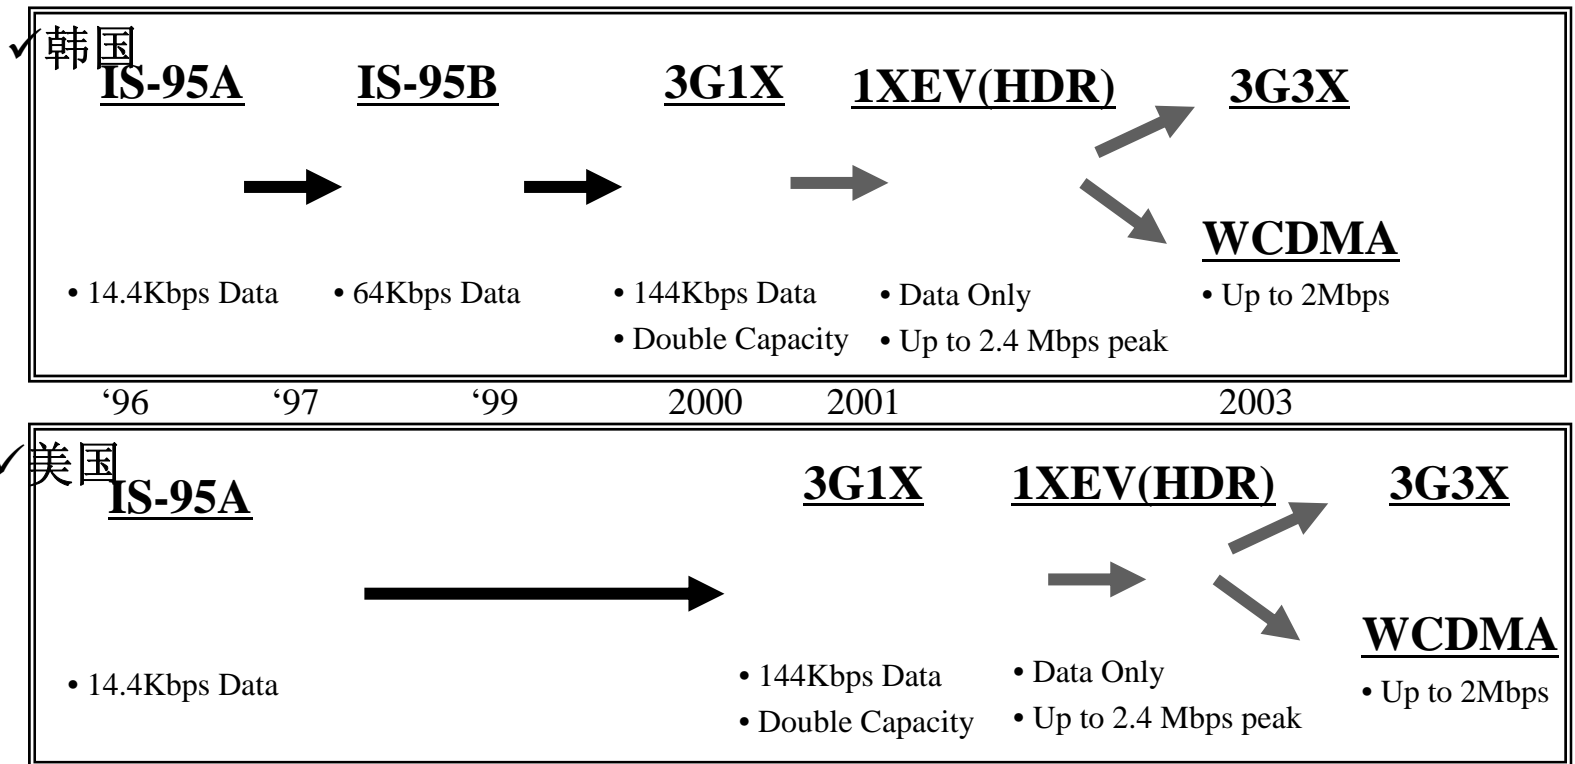 ✓韩国
IS-95A IS-95B 3G1X 1XEV(HDR) 3G3X
WCDMA
• 14.4Kbps Data • 64Kbps Data • 144Kbps Data • Data Only • Up to 2Mbps
• Double Capacity • Up to 2.4 Mbps peak
‘96 ‘97 ‘99 2000 2001 2003
✓美国
IS-95A 3G1X 1XEV(HDR) 3G3X
WCDMA
• 14.4Kbps Data • 144Kbps Data • Data Only • Up to 2Mbps
• Double Capacity • Up to 2.4 Mbps peak